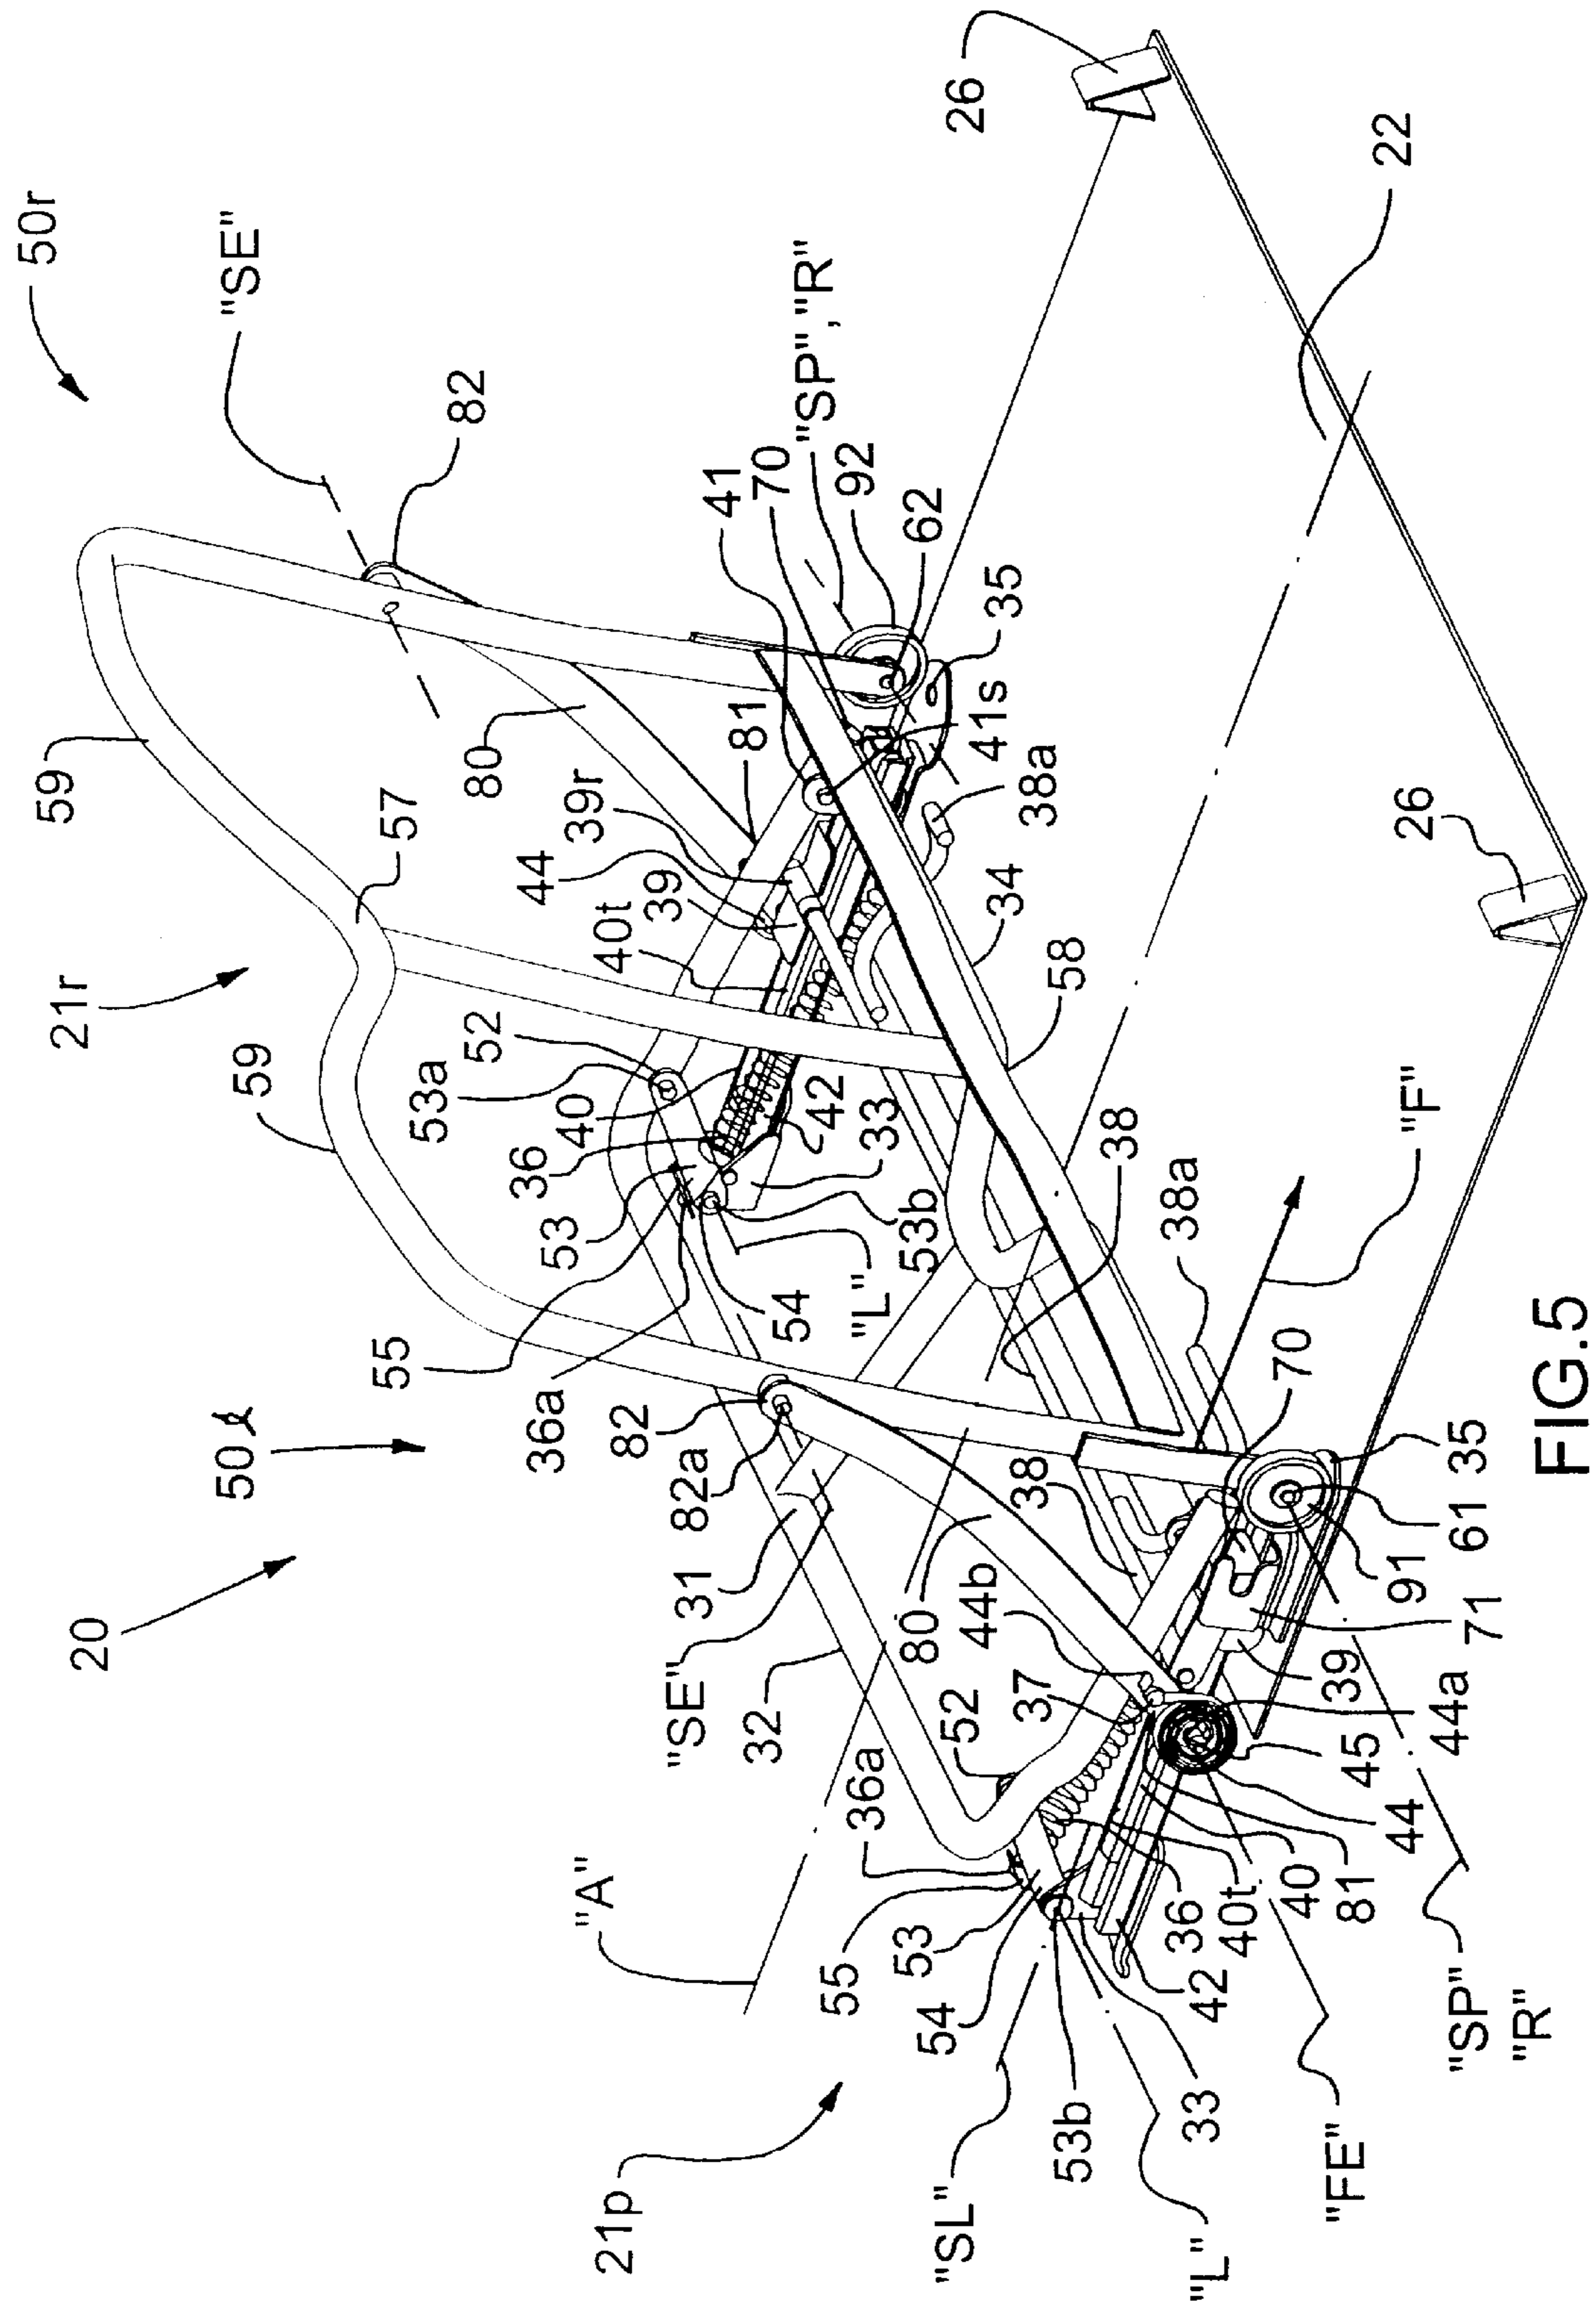 50r
59
21r
20
"SE"
59
50ℓ
57
82
80
55
53a
"A"
21p
44
39r
81
41
70
53
36
52
40
40t
39
36a
82
82a
31
"SE"
32
"SP","R"
92
42
33
54
"L"
55
36a
80
53
52
62
53b
44b
54
37
"SL"
26
35
41s
38a
34
58
38
38
53b
33
"L"
42
36
40t
40
81
44
45
44a
39
71
91
61
35
70
38a
"FE"
"F"
26
22
"SP"
"R"
FIG.5